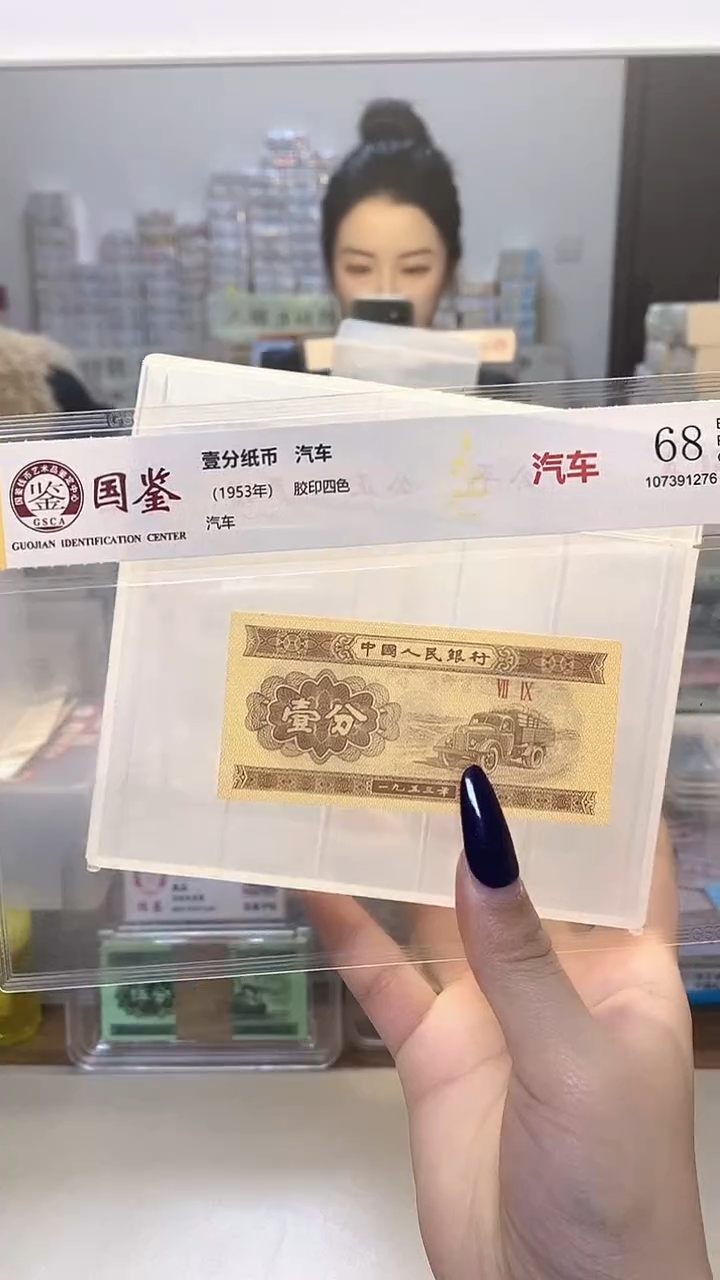 国鉴
GSCA
GUOJIAN IDENTIFICATION CENTER
壹分纸币 汽车
(1953年) 胶印四色
汽车
汽车
68
107391276
中國人民銀行
VII IX
壹分
一九五三年
国鉴